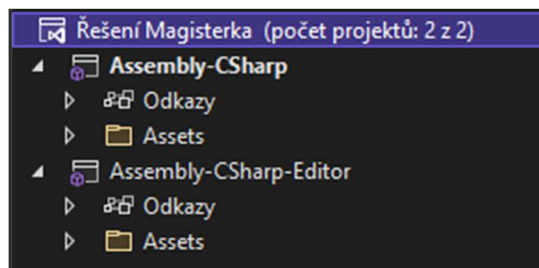 Řešení Magisterka (počet projektů: 2 z 2)
Assembly-CSharp
Odkazy
Assets
Assembly-CSharp-Editor
Odkazy
Assets